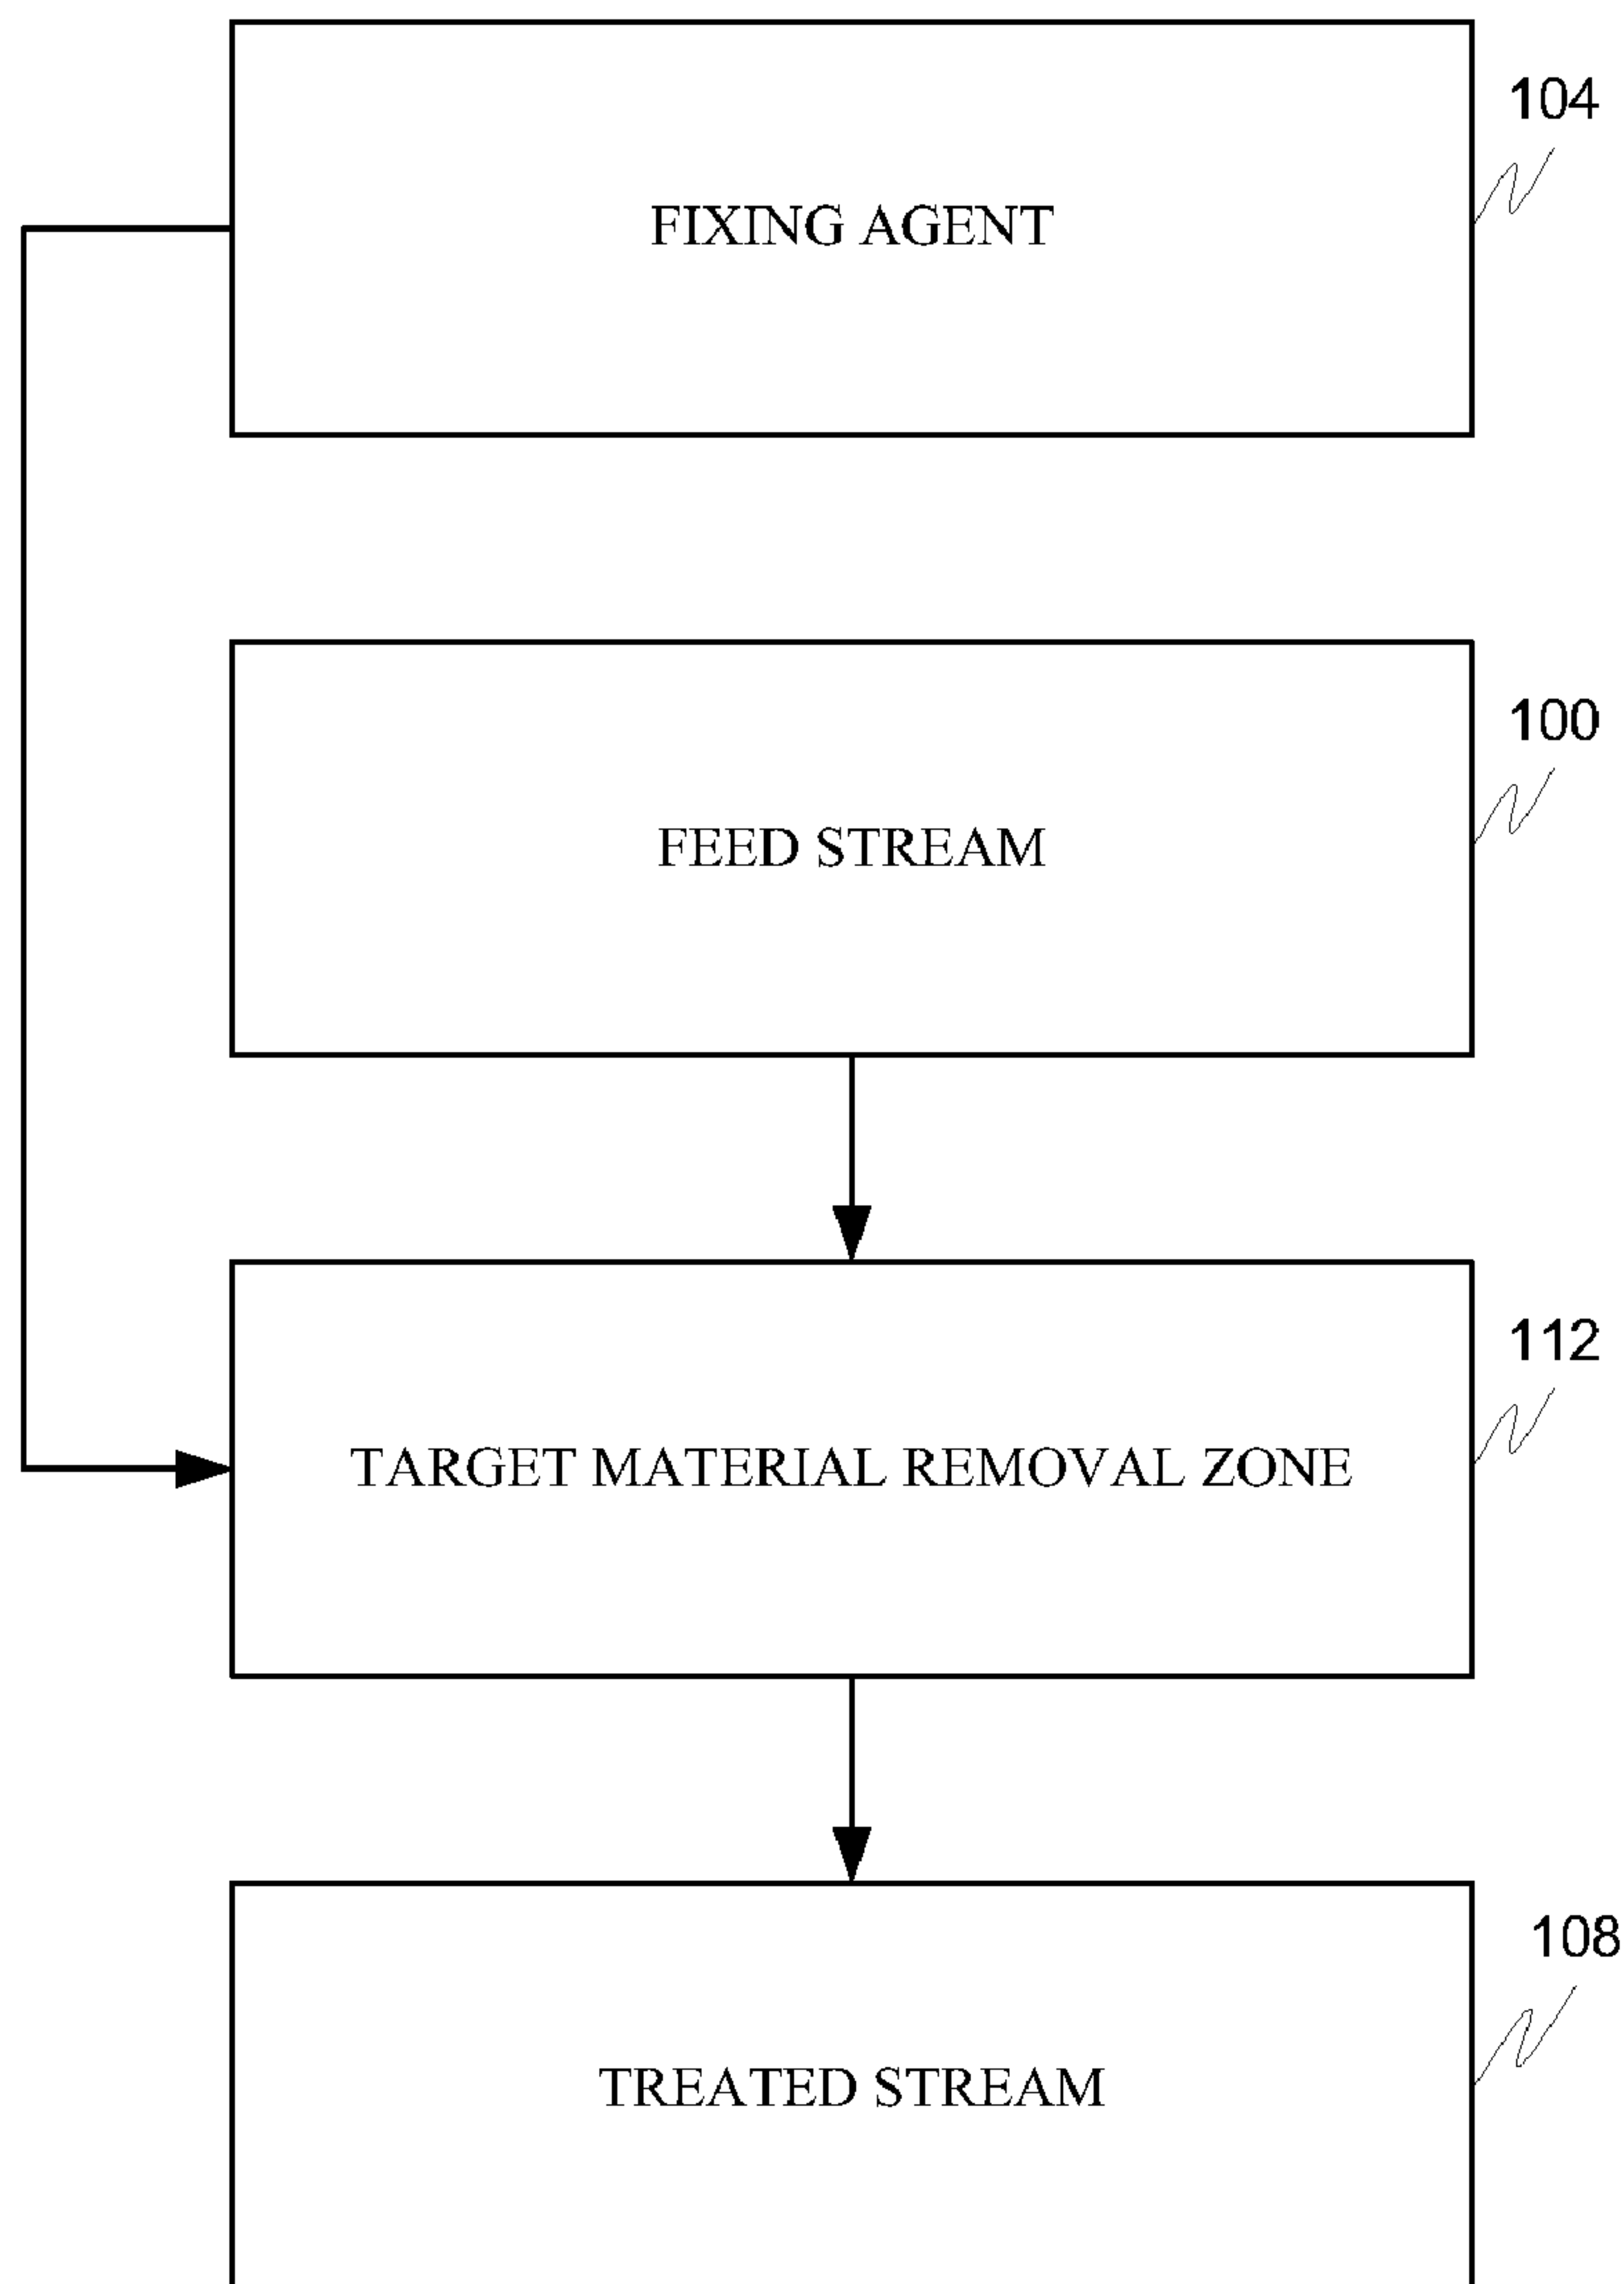 104
FIXING AGENT
100
FEED STREAM
112
TARGET MATERIAL REMOVAL ZONE
108
TREATED STREAM